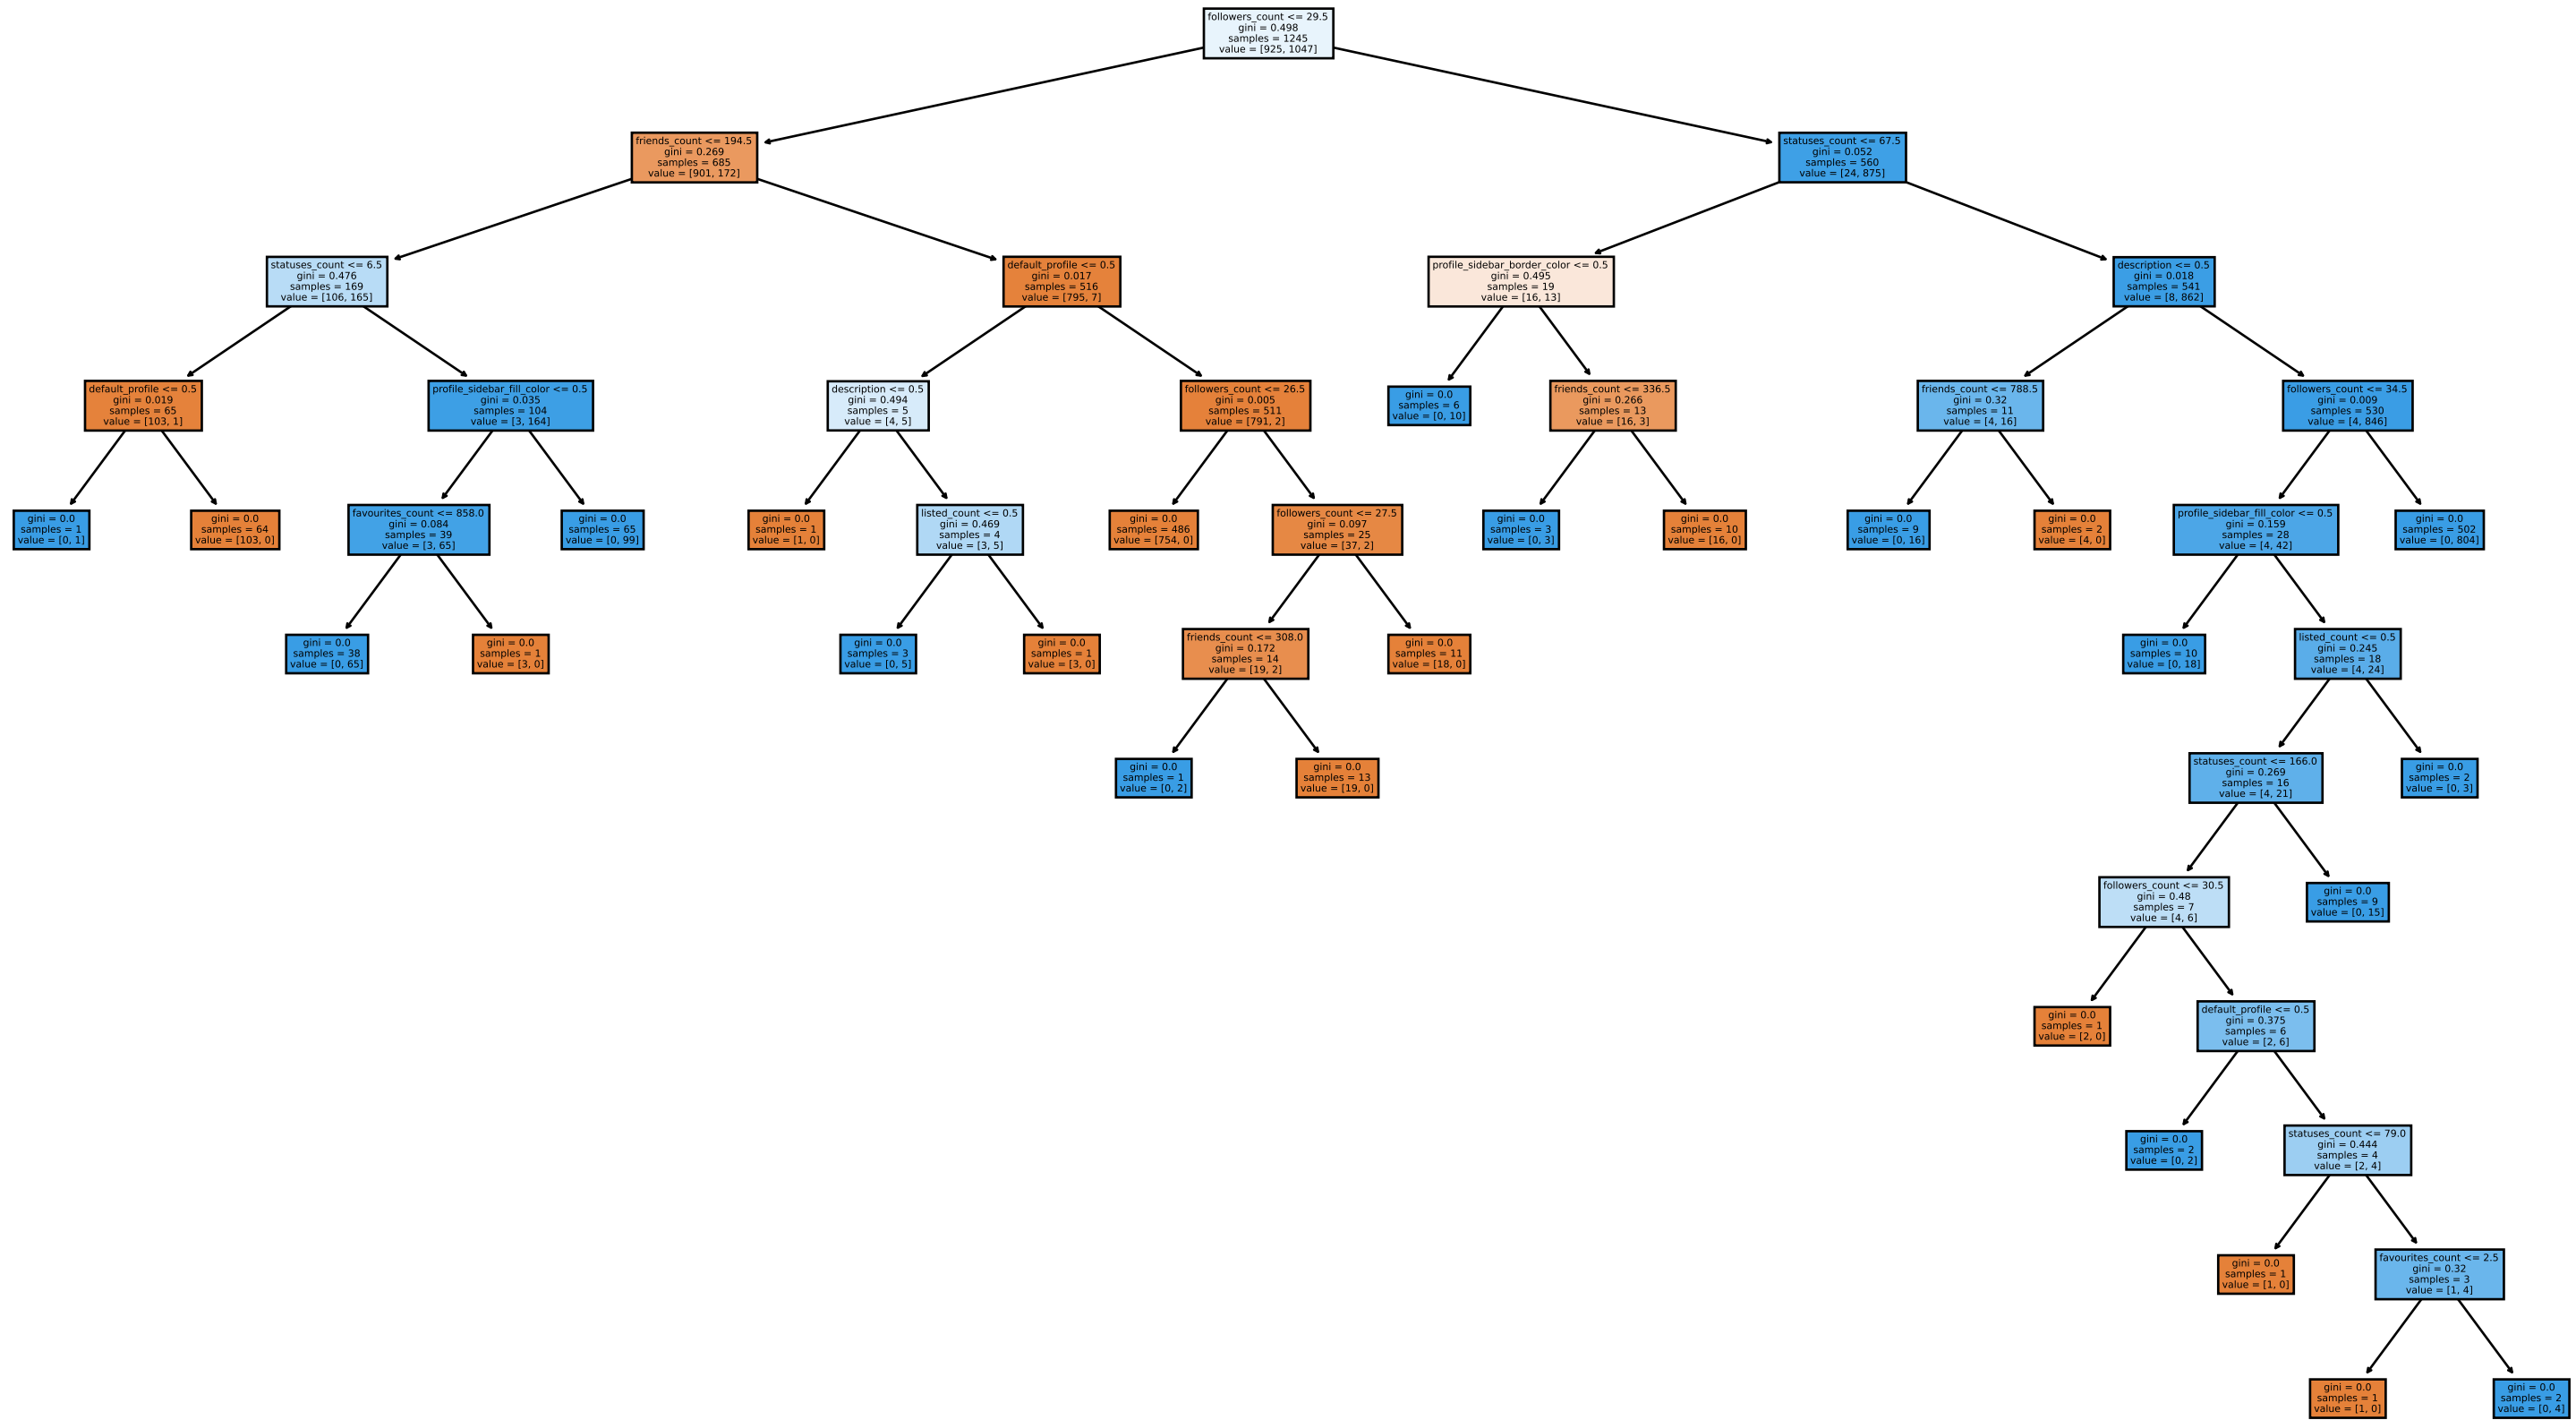 followers_count <= 29.5
gini = 0.498
samples = 1245
value = [925, 1047]
friends_count <= 194.5
gini = 0.269
samples = 685
value = [901, 172]
statuses_count <= 67.5
gini = 0.052
samples = 560
value = [24, 875]
statuses_count <= 6.5
gini = 0.476
samples = 169
value = [106, 165]
default_profile <= 0.5
gini = 0.017
samples = 516
value = [795, 7]
profile_sidebar_border_color <= 0.5
gini = 0.495
samples = 19
value = [16, 13]
description <= 0.5
gini = 0.018
samples = 541
value = [8, 862]
default_profile <= 0.5
gini = 0.019
samples = 65
value = [103, 1]
profile_sidebar_fill_color <= 0.5
gini = 0.035
samples = 104
value = [3, 164]
description <= 0.5
gini = 0.494
samples = 5
value = [4, 5]
followers_count <= 26.5
gini = 0.005
samples = 511
value = [791, 2]
gini = 0.0
samples = 6
value = [0, 10]
friends_count <= 336.5
gini = 0.266
samples = 13
value = [16, 3]
friends_count <= 788.5
gini = 0.32
samples = 11
value = [4, 16]
followers_count <= 34.5
gini = 0.009
samples = 530
value = [4, 846]
gini = 0.0
samples = 1
value = [0, 1]
gini = 0.0
samples = 64
value = [103, 0]
favourites_count <= 858.0
gini = 0.084
samples = 39
value = [3, 65]
gini = 0.0
samples = 65
value = [0, 99]
gini = 0.0
samples = 1
value = [1, 0]
listed_count <= 0.5
gini = 0.469
samples = 4
value = [3, 5]
gini = 0.0
samples = 486
value = [754, 0]
followers_count <= 27.5
gini = 0.097
samples = 25
value = [37, 2]
gini = 0.0
samples = 3
value = [0, 3]
gini = 0.0
samples = 10
value = [16, 0]
gini = 0.0
samples = 9
value = [0, 16]
gini = 0.0
samples = 2
value = [4, 0]
profile_sidebar_fill_color <= 0.5
gini = 0.159
samples = 28
value = [4, 42]
gini = 0.0
samples = 502
value = [0, 804]
gini = 0.0
samples = 38
value = [0, 65]
gini = 0.0
samples = 1
value = [3, 0]
gini = 0.0
samples = 3
value = [0, 5]
gini = 0.0
samples = 1
value = [3, 0]
friends_count <= 308.0
gini = 0.172
samples = 14
value = [19, 2]
gini = 0.0
samples = 11
value = [18, 0]
gini = 0.0
samples = 10
value = [0, 18]
listed_count <= 0.5
gini = 0.245
samples = 18
value = [4, 24]
gini = 0.0
samples = 1
value = [0, 2]
gini = 0.0
samples = 13
value = [19, 0]
statuses_count <= 166.0
gini = 0.269
samples = 16
value = [4, 21]
gini = 0.0
samples = 2
value = [0, 3]
followers_count <= 30.5
gini = 0.48
samples = 7
value = [4, 6]
gini = 0.0
samples = 9
value = [0, 15]
gini = 0.0
samples = 1
value = [2, 0]
default_profile <= 0.5
gini = 0.375
samples = 6
value = [2, 6]
gini = 0.0
samples = 2
value = [0, 2]
statuses_count <= 79.0
gini = 0.444
samples = 4
value = [2, 4]
gini = 0.0
samples = 1
value = [1, 0]
favourites_count <= 2.5
gini = 0.32
samples = 3
value = [1, 4]
gini = 0.0
samples = 1
value = [1, 0]
gini = 0.0
samples = 2
value = [0, 4]